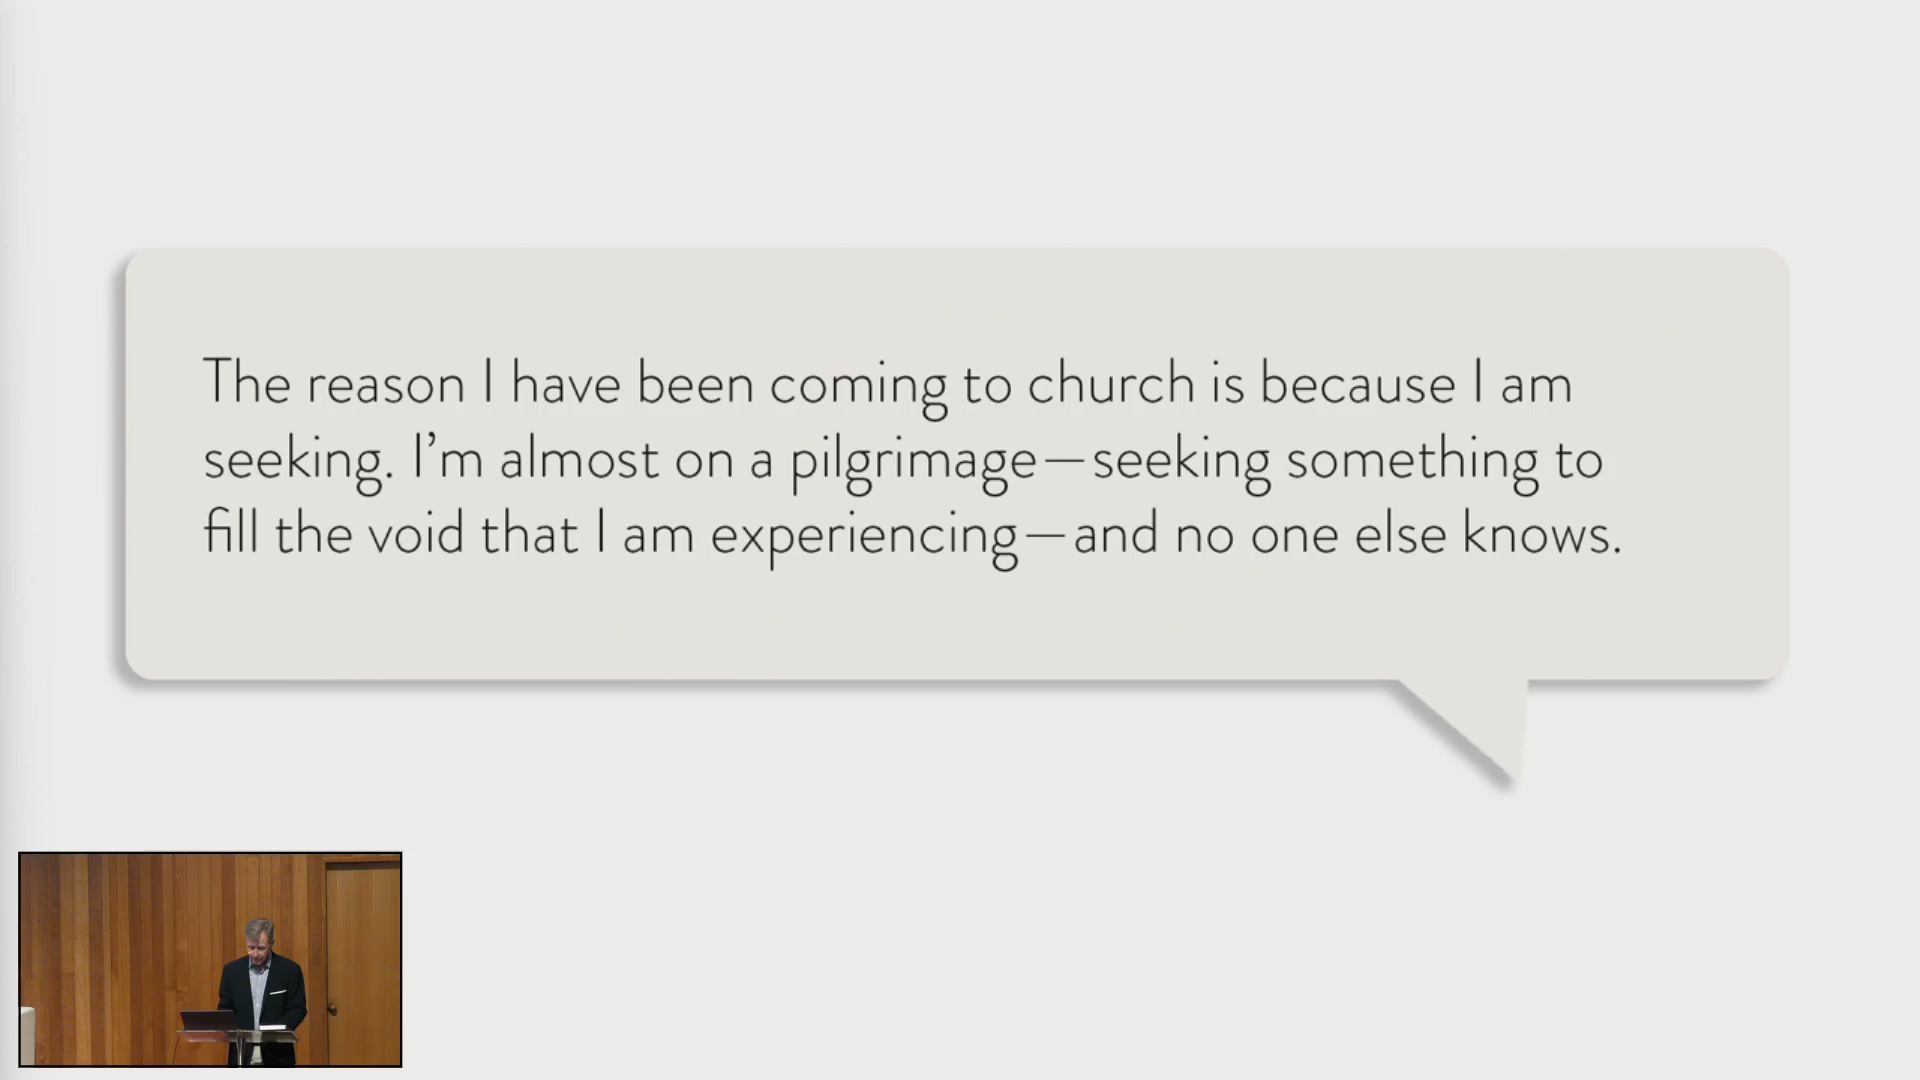 The reason I have been coming to church is because I am
seeking. I’m almost on a pilgrimage—seeking something to
fill the void that I am experiencing—and no one else knows.